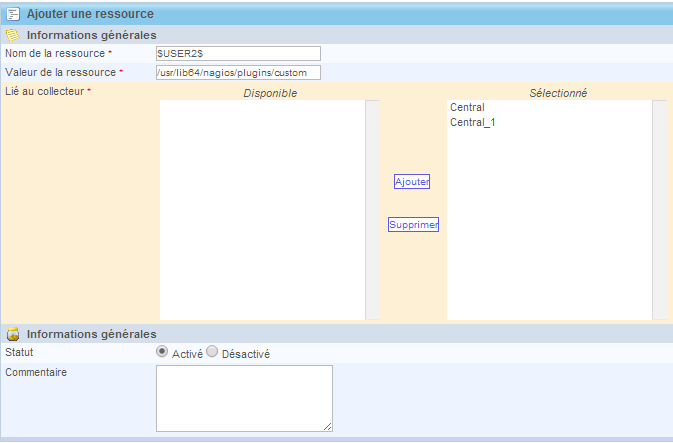 Ajouter une ressource
Informations générales
Nom de la ressource *
$USER2$
Valeur de la ressource *
/usr/lib64/nagios/plugins/custom
Lié au collecteur *
Disponible
Sélectionné
Central
Central_1
Ajouter
Supprimer
Informations générales
Statut
Activé Désactivé
Commentaire